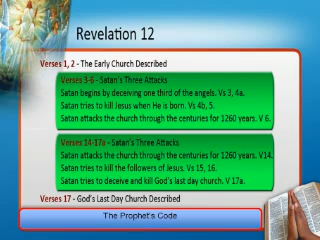 Revelation 12
Verses 1, 2 - The Early Church Described
Verses 3-6 - Satan's Three Attacks
Satan begins by deceiving one third of the angels. Vs 3, 4a.
Satan tries to kill Jesus when He is born. Vs 4b, 5.
Satan attacks the church through the centuries for 1260 years. V 6.
Verses 14-17a - Satan's Three Attacks
Satan attacks the church through the centuries for 1260 years. V14.
Satan tries to kill the followers of Jesus. Vs 15, 16.
Satan tries to deceive and kill God's last day church. V 17a.
Verses 17 - God's Last Day Church Described
The Prophet's Code